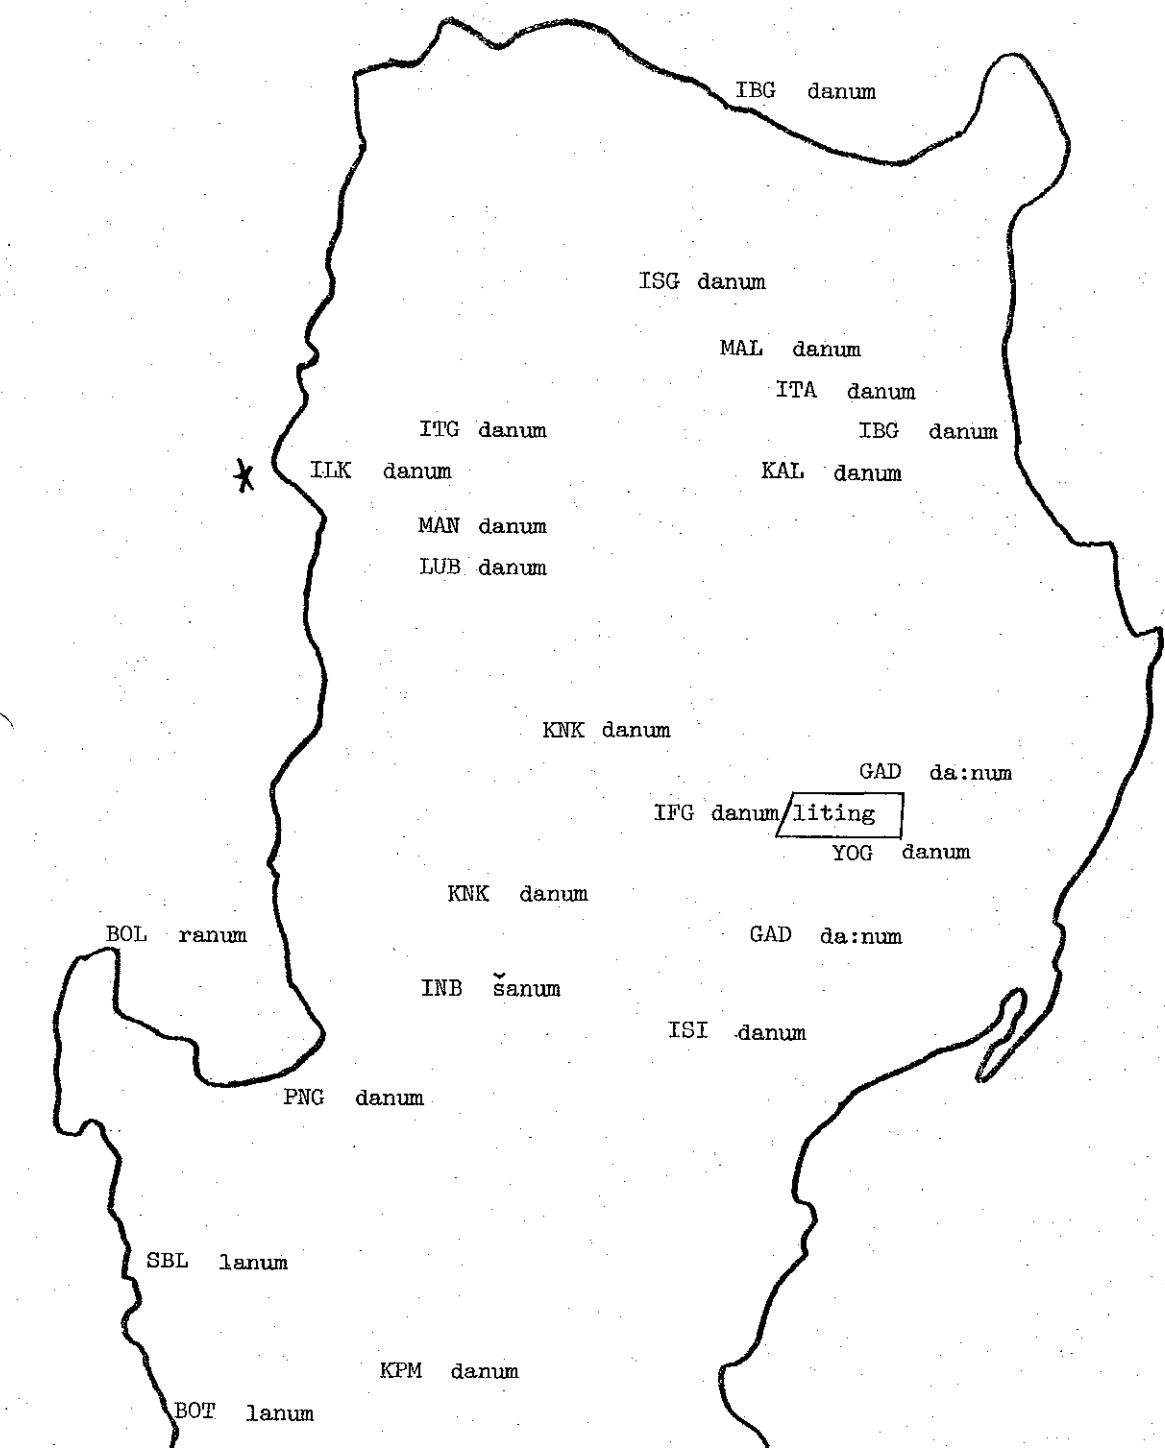 IBG danum
ISG danum
MAL danum
ITA danum
ITG danum
IBG danum
ILK danum
KAL danum
MAN danum
LUB danum
KNK danum
GAD da:num
IFG danum/liting
YOG danum
KNK danum
BOL ranum
GAD da:num
INB šanum
ISI danum
PNG danum
SBL lanum
KPM danum
BOT lanum